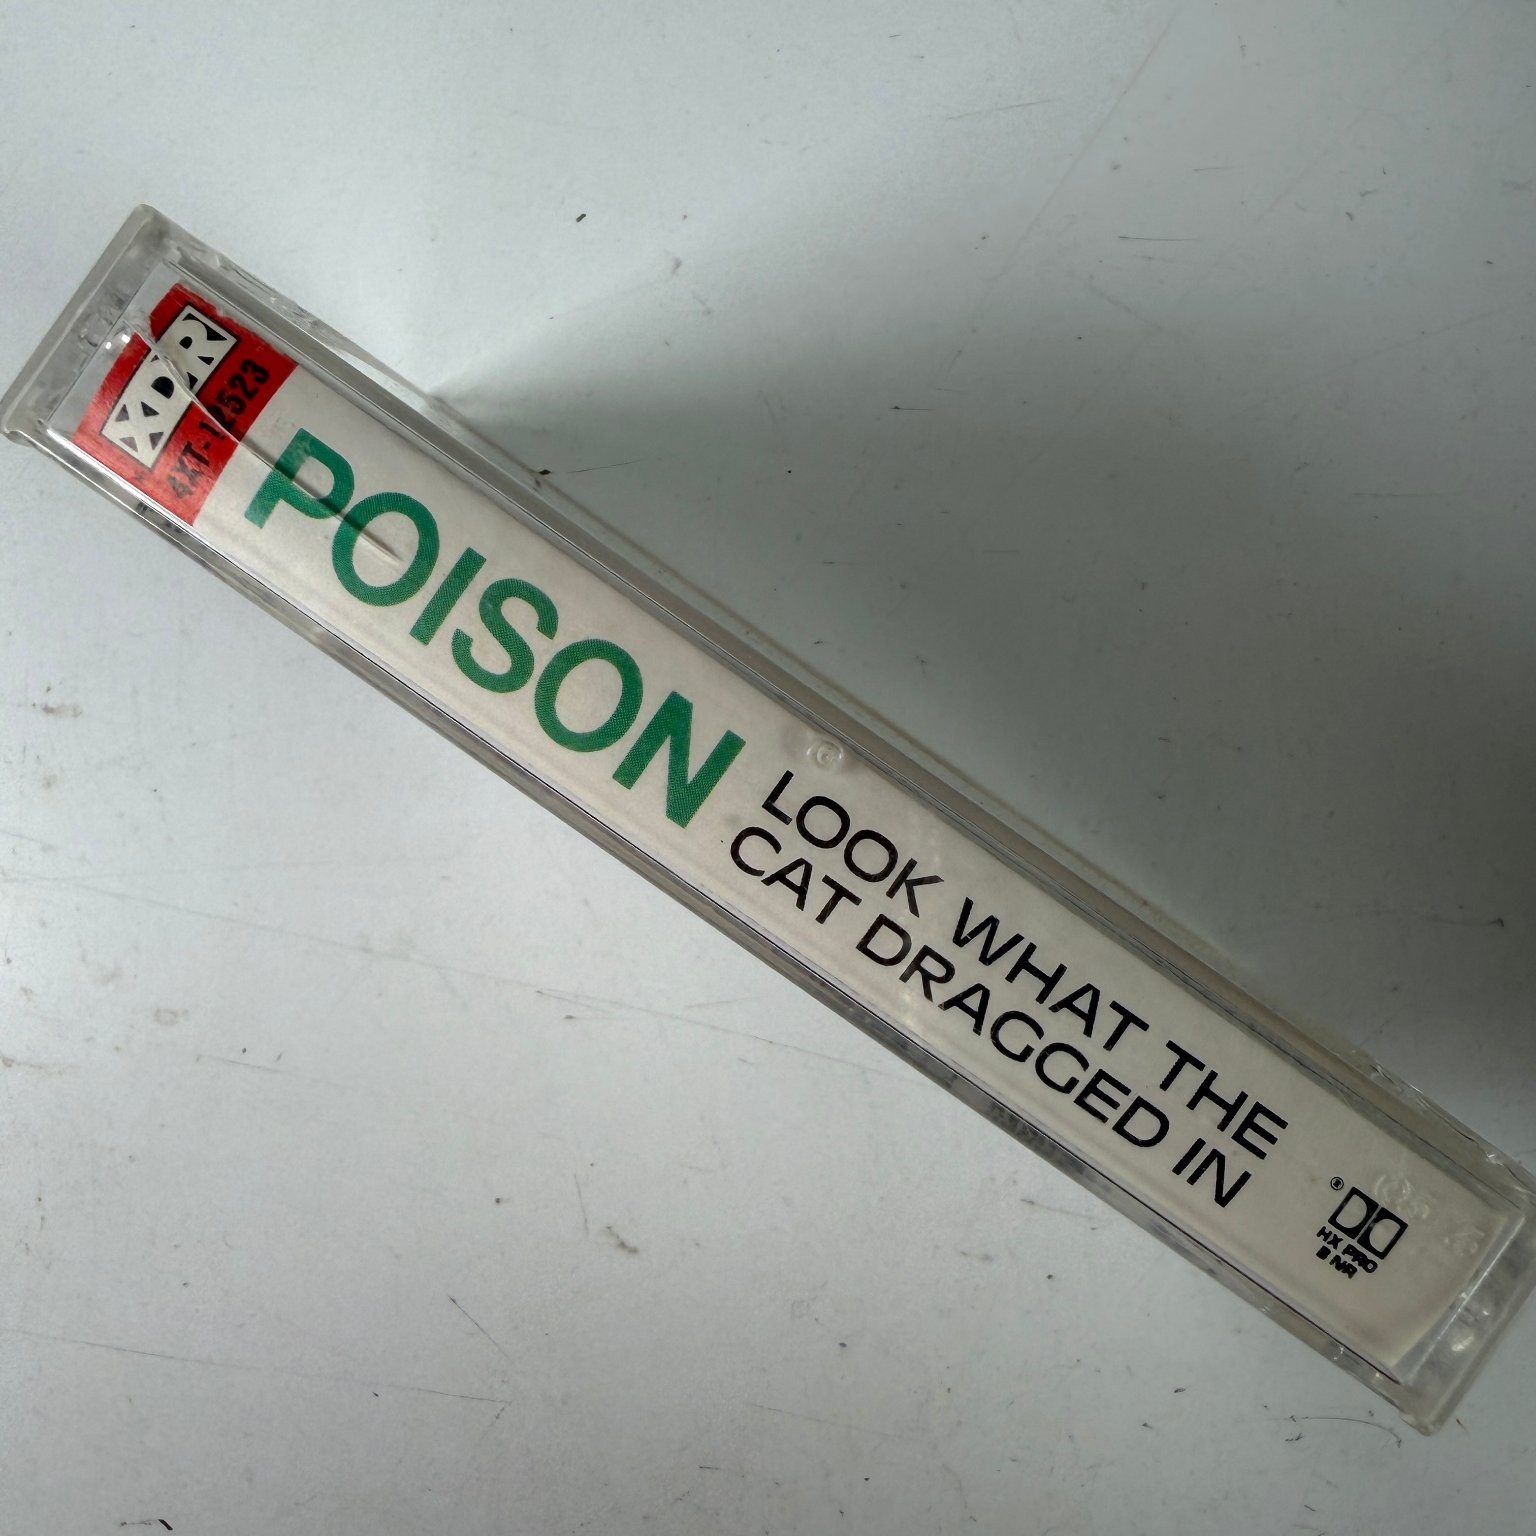 XDR
4XT-12523
POISON
LOOK WHAT THE
CAT DRAGGED IN
®
HX PRO
B NR